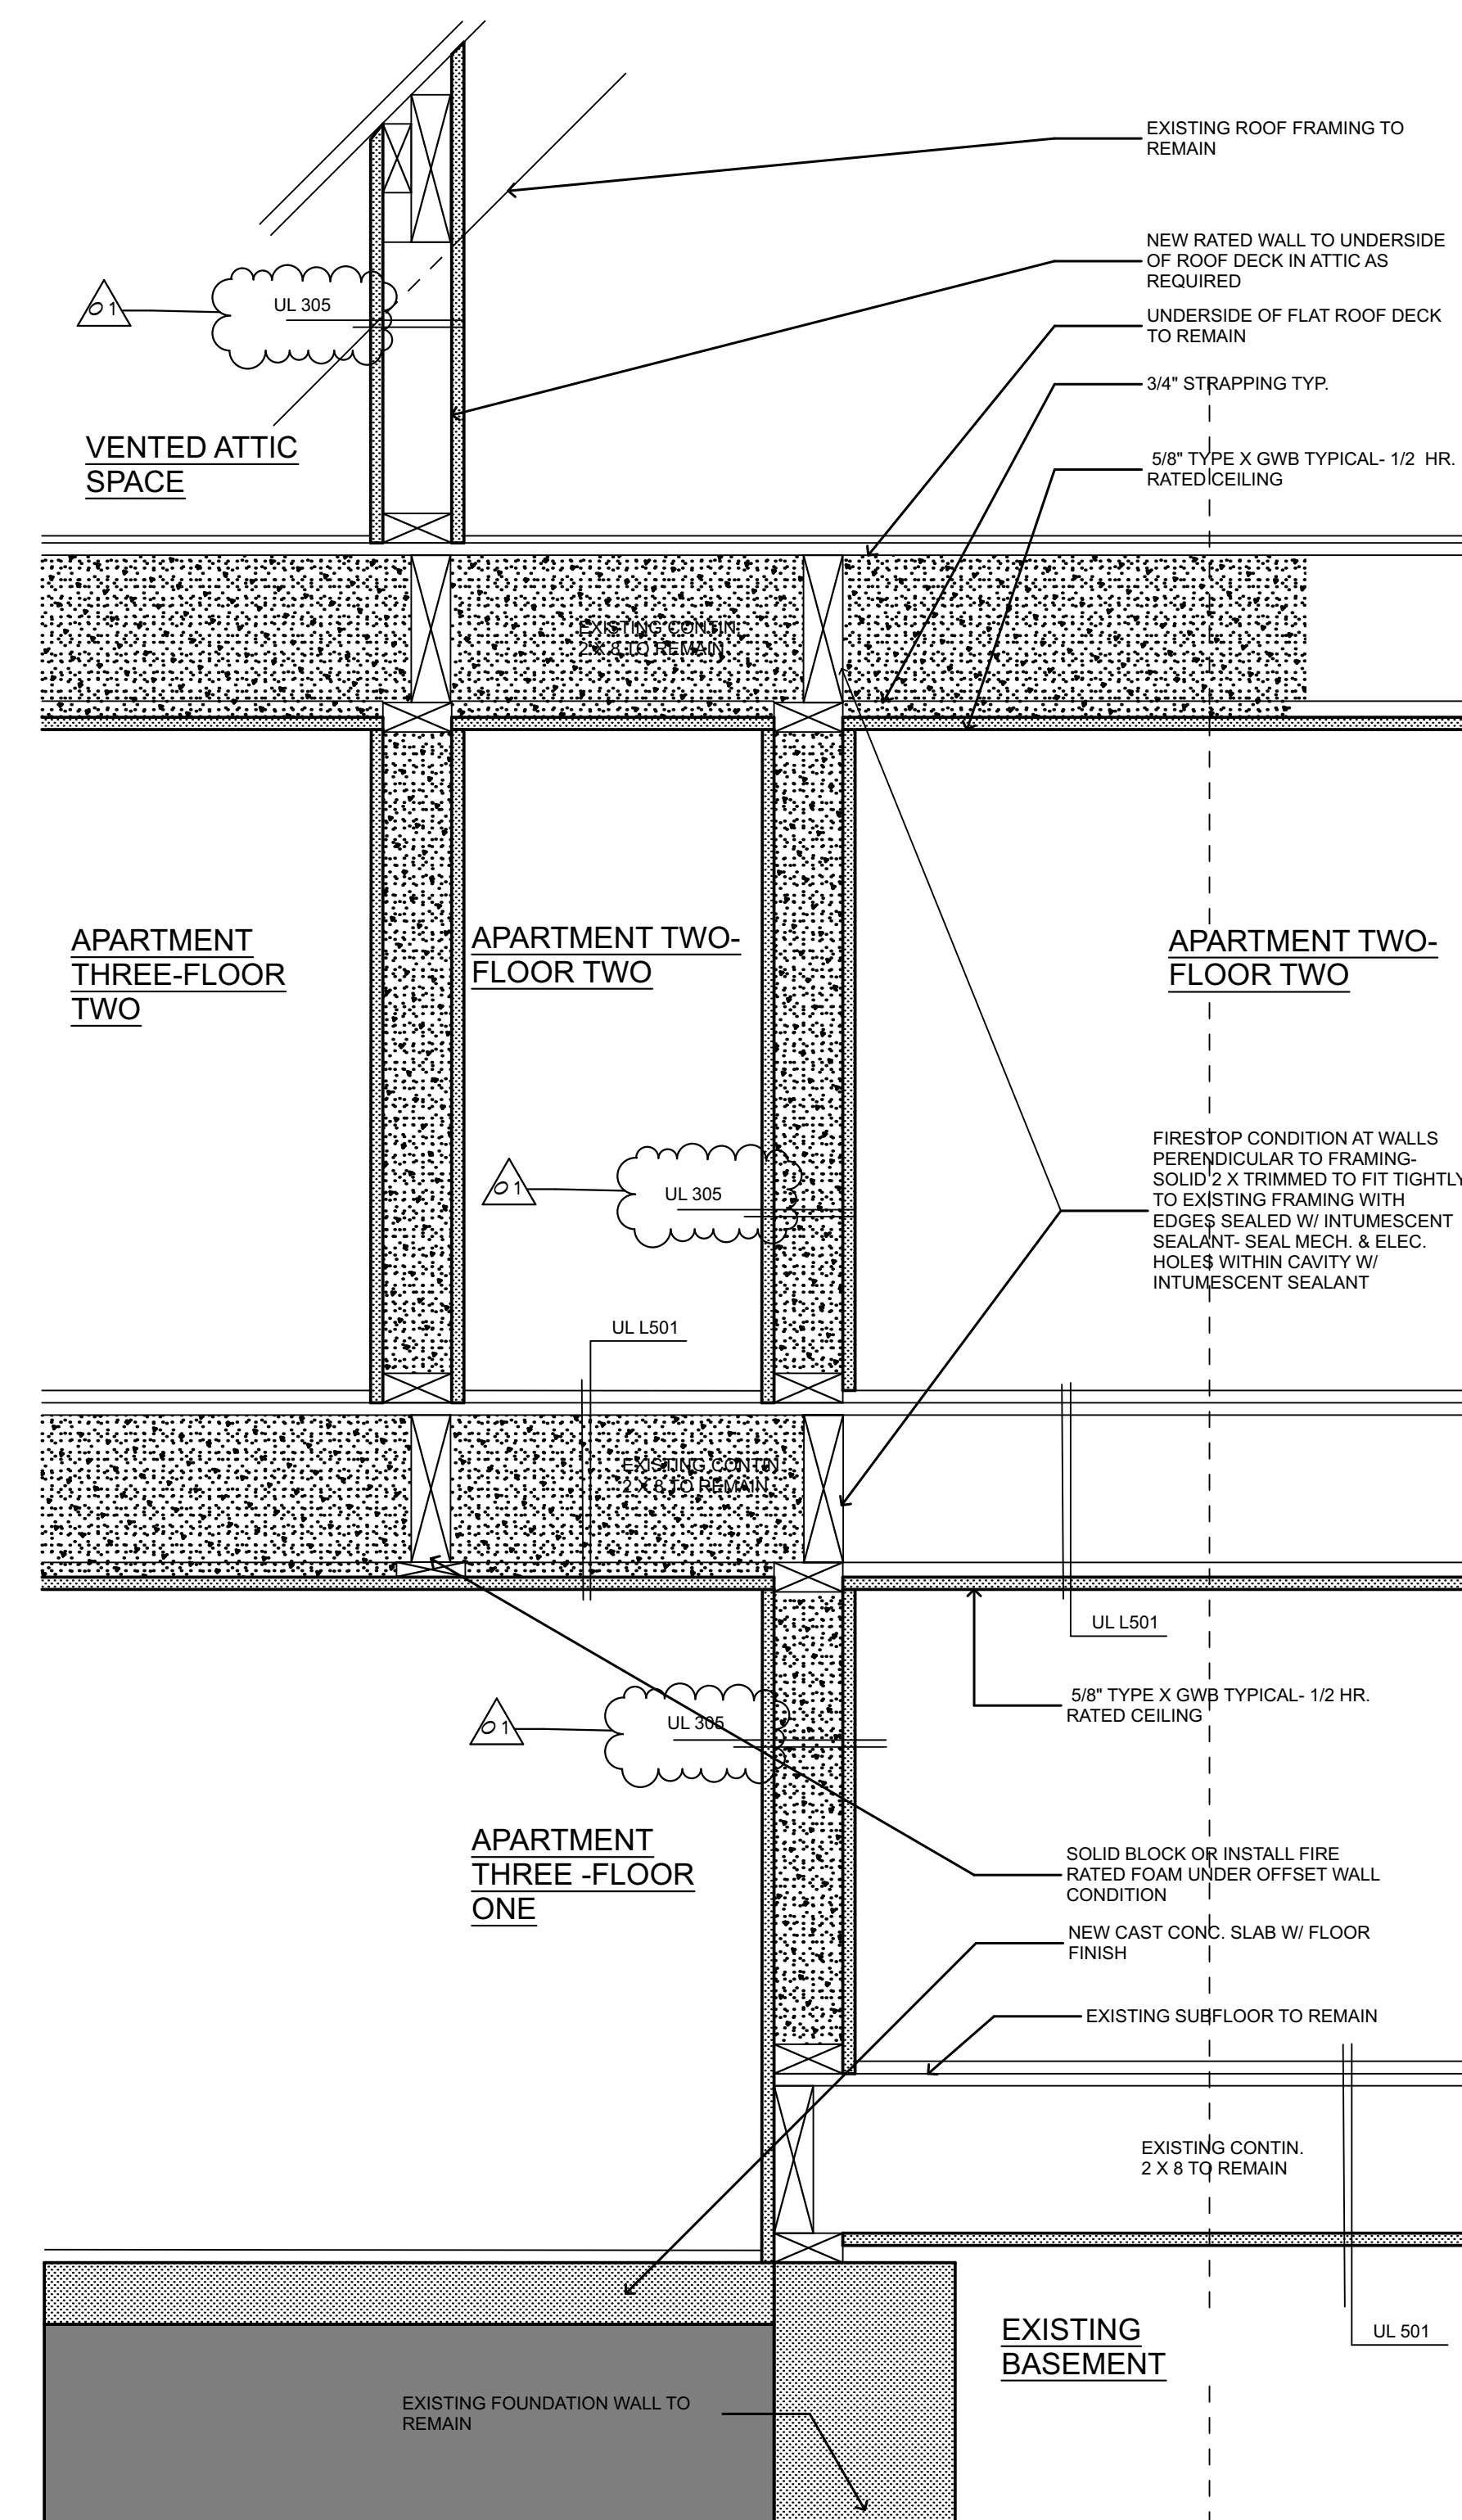 EXISTING ROOF FRAMING TO
REMAIN
NEW RATED WALL TO UNDERSIDE
OF ROOF DECK IN ATTIC AS
REQUIRED
01
UL 305
UNDERSIDE OF FLAT ROOF DECK
TO REMAIN
3/4" STRAPPING TYP.
VENTED ATTIC
SPACE
5/8" TYPE X GWB TYPICAL- 1/2 HR.
RATED CEILING
EXISTING CONTIN.
2 X 8 TO REMAIN
APARTMENT
THREE-FLOOR
TWO
APARTMENT TWO-
FLOOR TWO
APARTMENT TWO-
FLOOR TWO
FIRESTOP CONDITION AT WALLS
PERENDICULAR TO FRAMING-
SOLID 2 X TRIMMED TO FIT TIGHTLY
TO EXISTING FRAMING WITH
EDGES SEALED W/ INTUMESCENT
SEALANT- SEAL MECH. & ELEC.
HOLES WITHIN CAVITY W/
INTUMESCENT SEALANT
01
UL 305
UL L501
EXISTING CONTIN.
2 X 8 TO REMAIN
UL L501
5/8" TYPE X GWB TYPICAL- 1/2 HR.
RATED CEILING
01
UL 305
APARTMENT
THREE -FLOOR
ONE
SOLID BLOCK OR INSTALL FIRE
RATED FOAM UNDER OFFSET WALL
CONDITION
NEW CAST CONC. SLAB W/ FLOOR
FINISH
EXISTING SUBFLOOR TO REMAIN
EXISTING CONTIN.
2 X 8 TO REMAIN
EXISTING
BASEMENT
UL 501
EXISTING FOUNDATION WALL TO
REMAIN